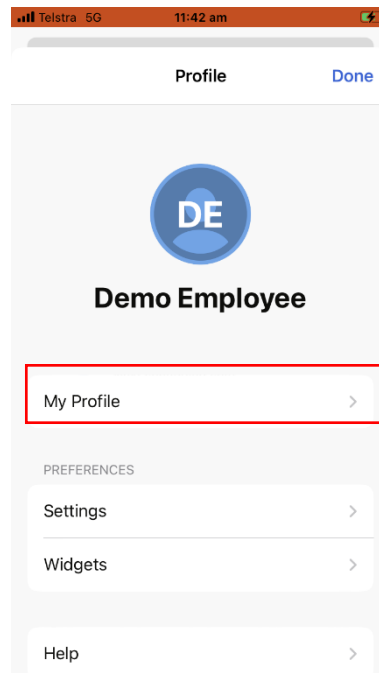 Telstra 5G 11:42 am
Profile Done
DE
Demo Employee
My Profile
PREFERENCES
Settings
Widgets
Help